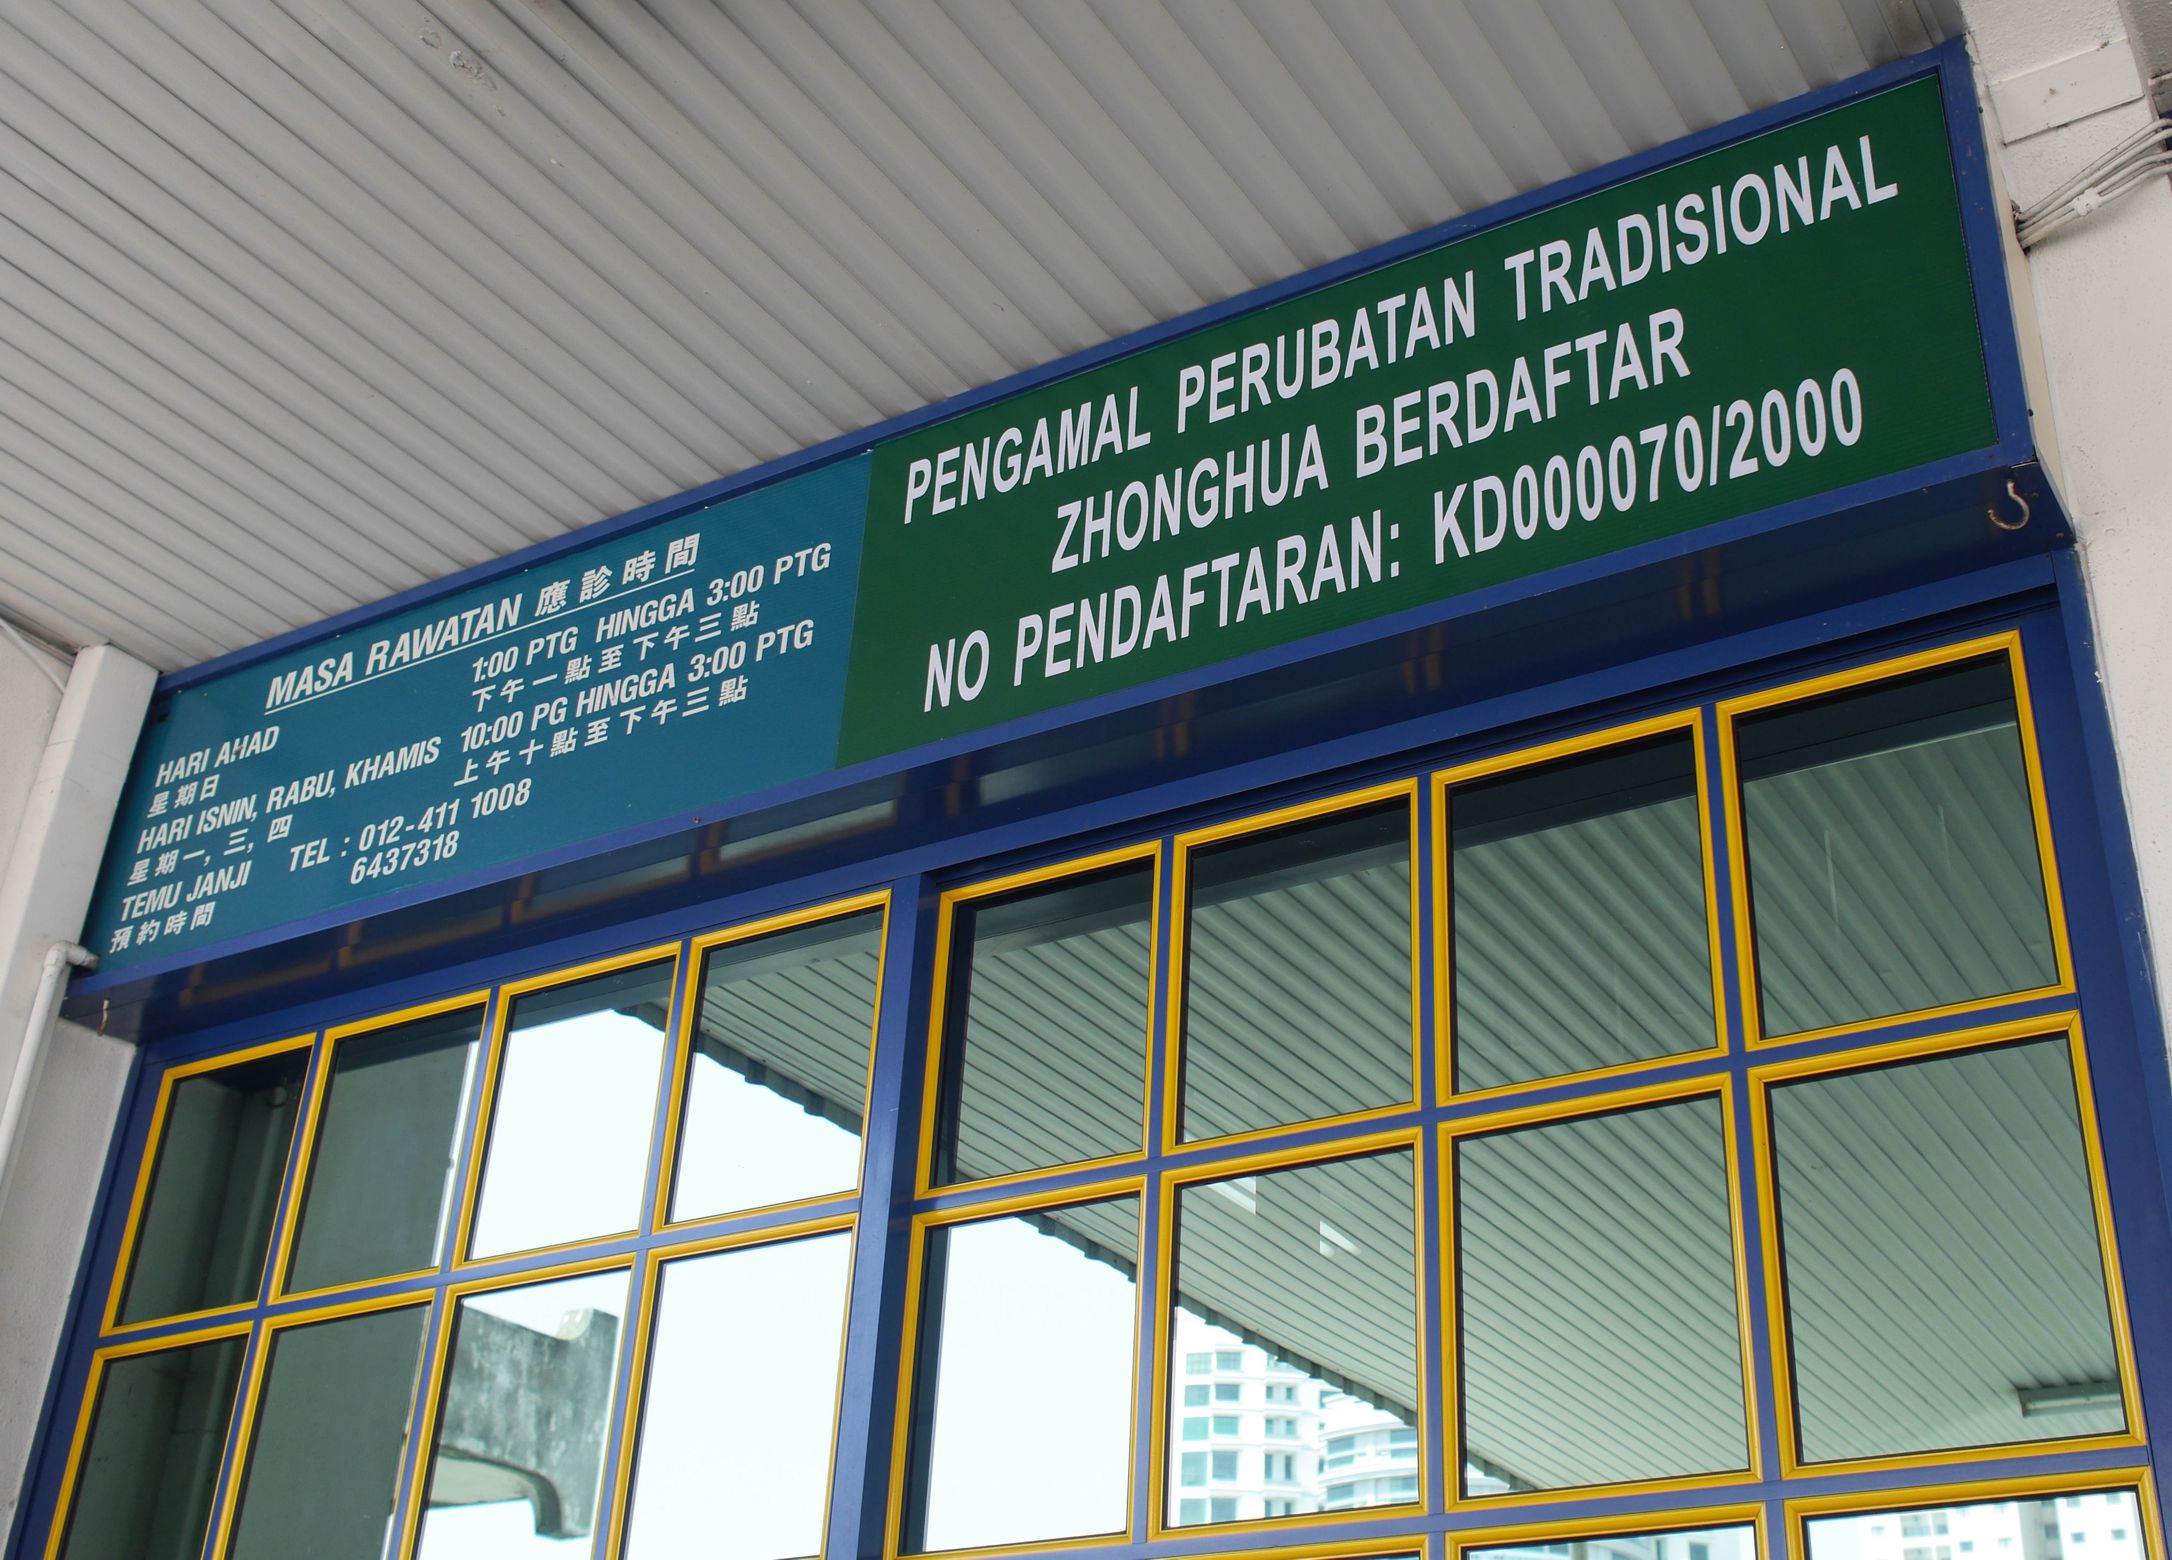 MASA RAWATAN 應診時間
HARI AHAD 1:00 PTG HINGGA 3:00 PTG
星期日 下午一點至下午三點
HARI ISNIN, RABU, KHAMIS 10:00 PG HINGGA 3:00 PTG
星期一, 三, 四 上午十點至下午三點
TEMU JANJI TEL : 012-411 1008
預約時間 6437318
PENGAMAL PERUBATAN TRADISIONAL
ZHONGHUA BERDAFTAR
NO PENDAFTARAN: KD000070/2000